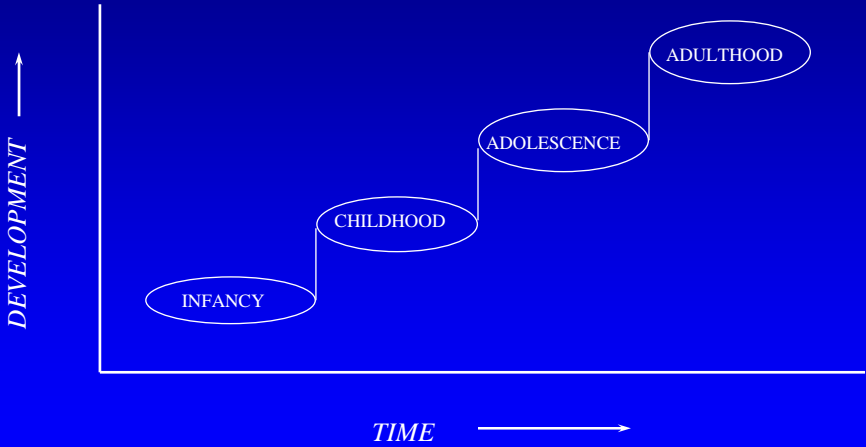 ADULTHOOD
ADOLESCENCE
CHILDHOOD
INFANCY
DEVELOPMENT
TIME